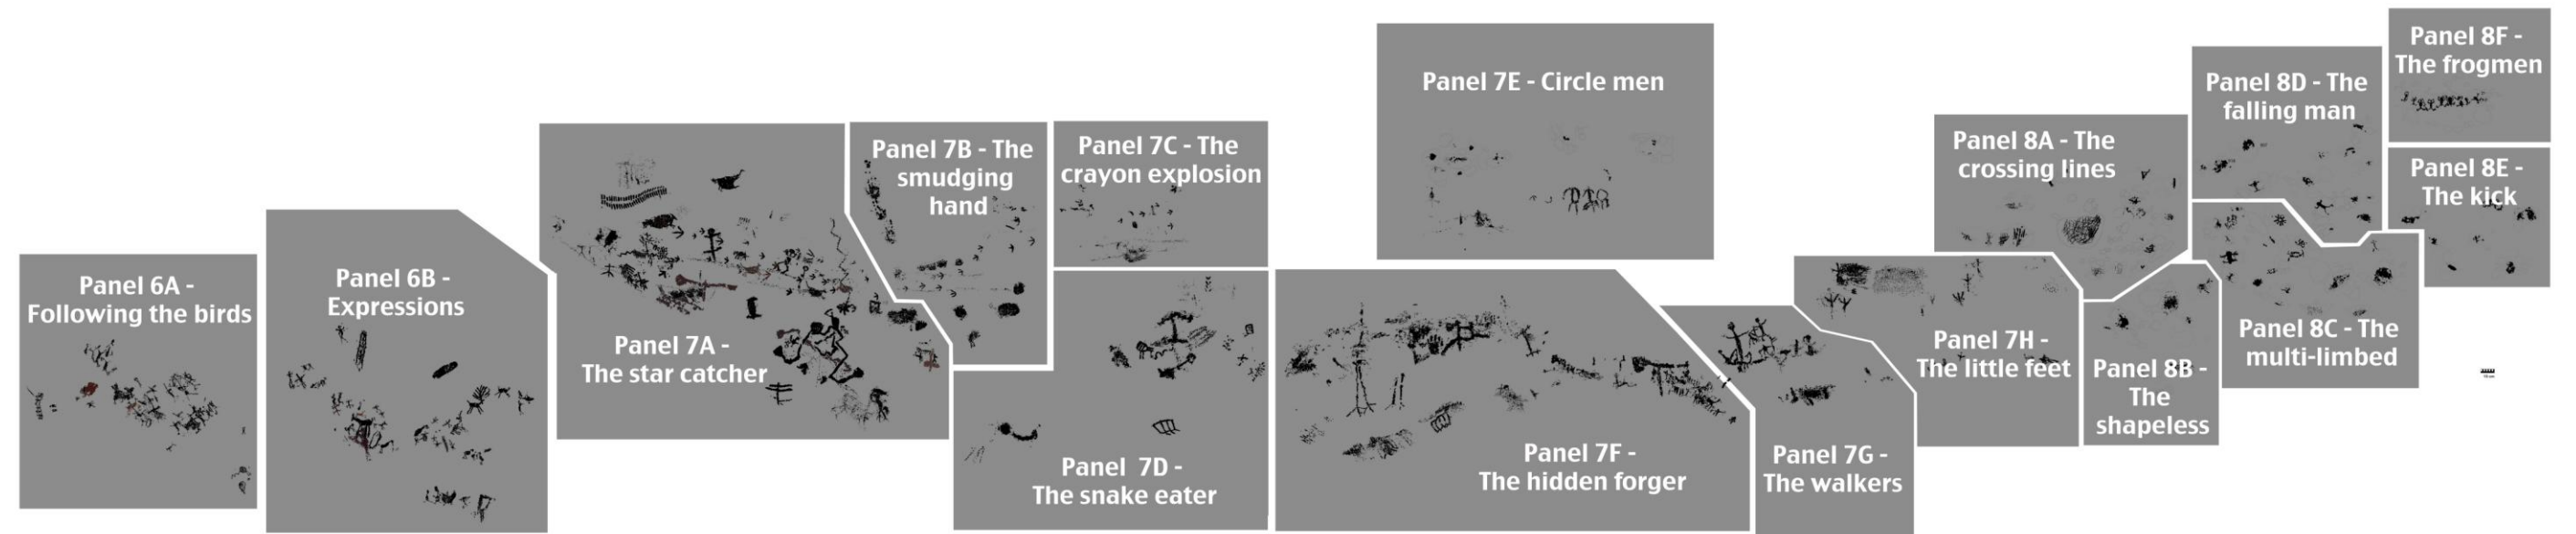 Panel 6A -
Following the birds
Panel 6B -
Expressions
Panel 7A -
The star catcher
Panel 7B - The
smudging
hand
Panel 7C - The
crayon explosion
Panel 7D -
The snake eater
Panel 7E - Circle men
Panel 7F -
The hidden forger
Panel 7G -
The walkers
Panel 7H -
The little feet
Panel 8A - The
crossing lines
Panel 8B -
The
shapeless
Panel 8C - The
multi-limbed
Panel 8D - The
falling man
Panel 8E -
The kick
Panel 8F -
The frogmen